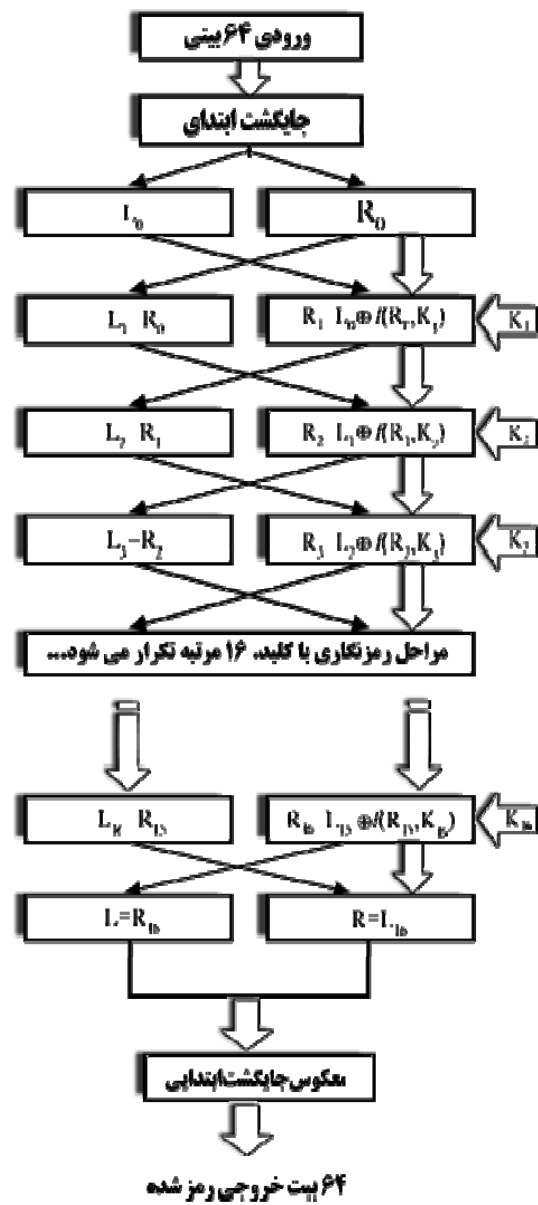 ورودی ۶۴ بیتی
جایگشت ابتدای
L₀ R₀
L₁ R₀ R₁ L₀⊕f(R₀,K₁) K₁
L₂ R₁ R₂ L₁⊕f(R₁,K₂) K₂
L₃=R₂ R₃ L₂⊕f(R₂,K₃) K₃
مراحل رمزنگاری با کلید، ۱۶ مرتبه تکرار می شود...
L₁₆ R₁₅ R₁₆ L₁₅⊕f(R₁₅,K₁₆) K₁₆
L=R₁₆ R=L₁₆
معکوس جایگشت ابتدایی
۶۴ بیت خروجی رمز شده